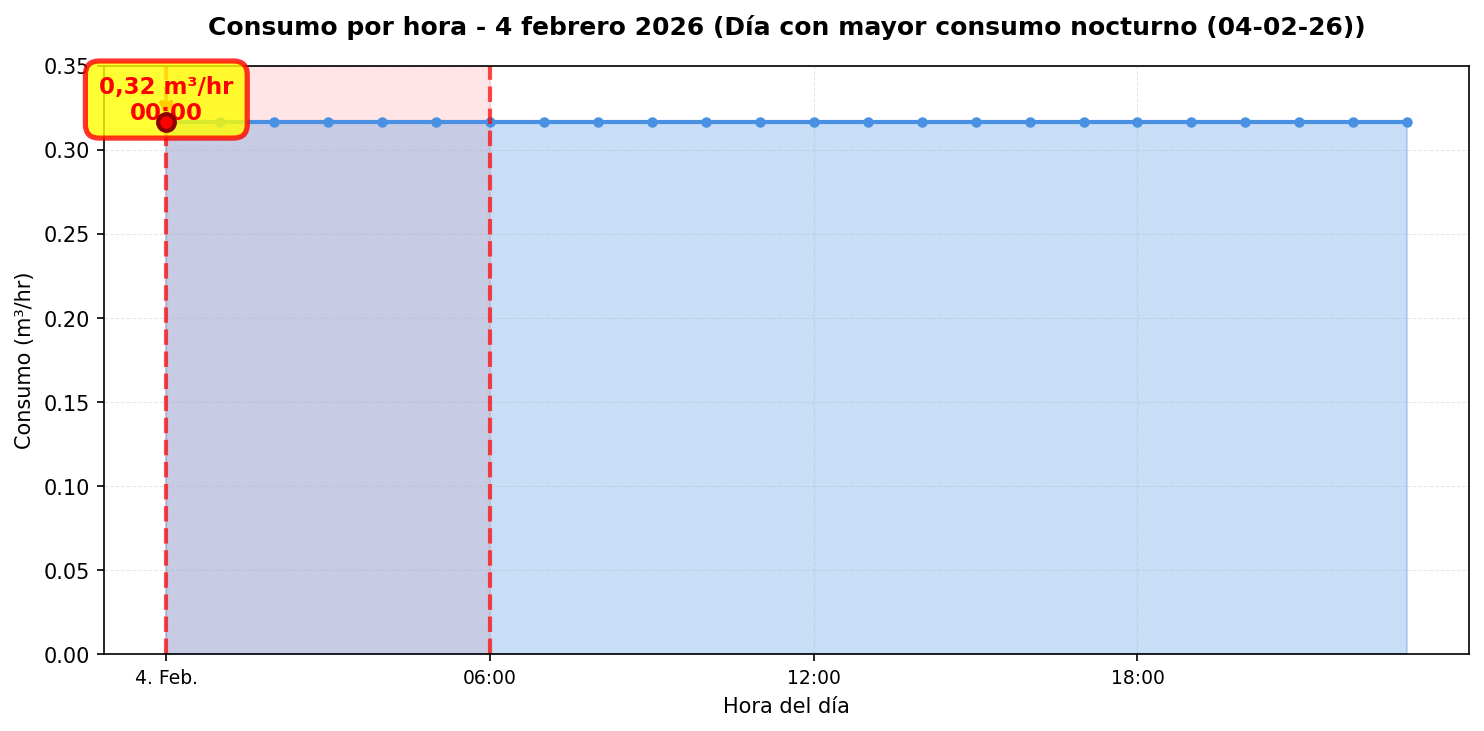 Consumo por hora - 4 febrero 2026 (Día con mayor consumo nocturno (04-02-26))
0,32 m³/hr
00:00
Consumo (m³/hr)
0.35
0.30
0.25
0.20
0.15
0.10
0.05
0.00
4. Feb.
06:00
12:00
18:00
Hora del día